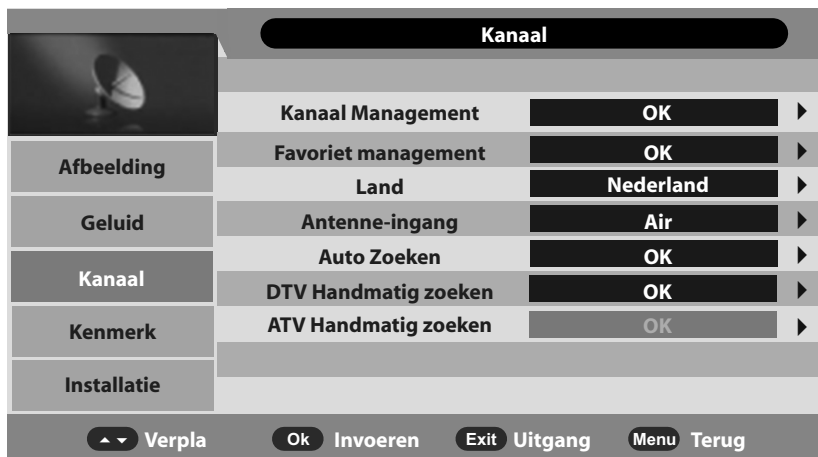 Kanaal
Kanaal Management OK
Favoriet management OK
Land Nederland
Antenne-ingang Air
Auto Zoeken OK
DTV Handmatig zoeken OK
ATV Handmatig zoeken OK
Afbeelding
Geluid
Kanaal
Kenmerk
Installatie
Verpla Ok Invoeren Exit Uitgang Menu Terug